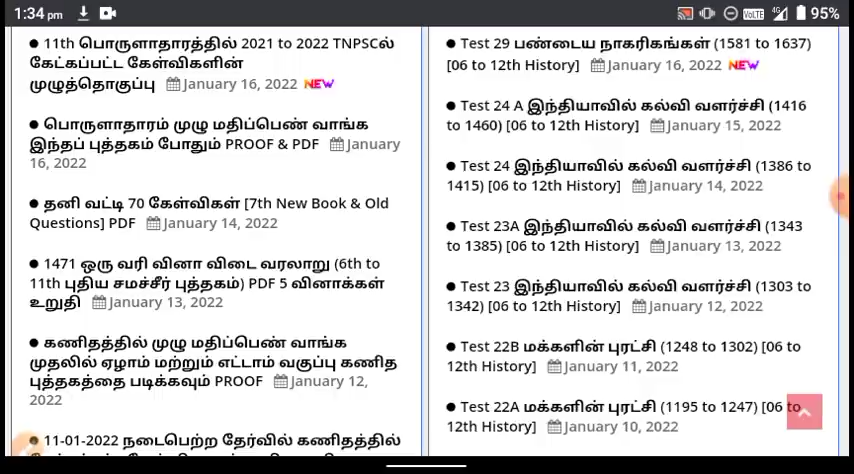 1:34 pm
VoLTE 4G 95%
● 11th பொருளாதாரத்தில் 2021 to 2022 TNPSCல்
கேட்கப்பட்ட கேள்விகளின்
முழுத்தொகுப்பு January 16, 2022 NEW
● பொருளாதாரம் முழு மதிப்பெண் வாங்க
இந்தப் புத்தகம் போதும் PROOF & PDF January
16, 2022
● தனி வட்டி 70 கேள்விகள் [7th New Book & Old
Questions] PDF January 14, 2022
● 1471 ஒரு வரி வினா விடை வரலாறு (6th to
11th புதிய சமச்சீர் புத்தகம்) PDF 5 வினாக்கள்
உறுதி January 13, 2022
● கணிதத்தில் முழு மதிப்பெண் வாங்க
முதலில் ஏழாம் மற்றும் எட்டாம் வகுப்பு கணித
புத்தகத்தை படிக்கவும் PROOF January 12,
2022
● 11-01-2022 நடைபெற்ற தேர்வில் கணிதத்தில்
● Test 29 பண்டைய நாகரிகங்கள் (1581 to 1637)
[06 to 12th History] January 16, 2022 NEW
● Test 24 A இந்தியாவில் கல்வி வளர்ச்சி (1416
to 1460) [06 to 12th History] January 15, 2022
● Test 24 இந்தியாவில் கல்வி வளர்ச்சி (1386 to
1415) [06 to 12th History] January 14, 2022
● Test 23A இந்தியாவில் கல்வி வளர்ச்சி (1343
to 1385) [06 to 12th History] January 13, 2022
● Test 23 இந்தியாவில் கல்வி வளர்ச்சி (1303 to
1342) [06 to 12th History] January 12, 2022
● Test 22B மக்களின் புரட்சி (1248 to 1302) [06 to
12th History] January 11, 2022
● Test 22A மக்களின் புரட்சி (1195 to 1247) [06 to
12th History] January 10, 2022